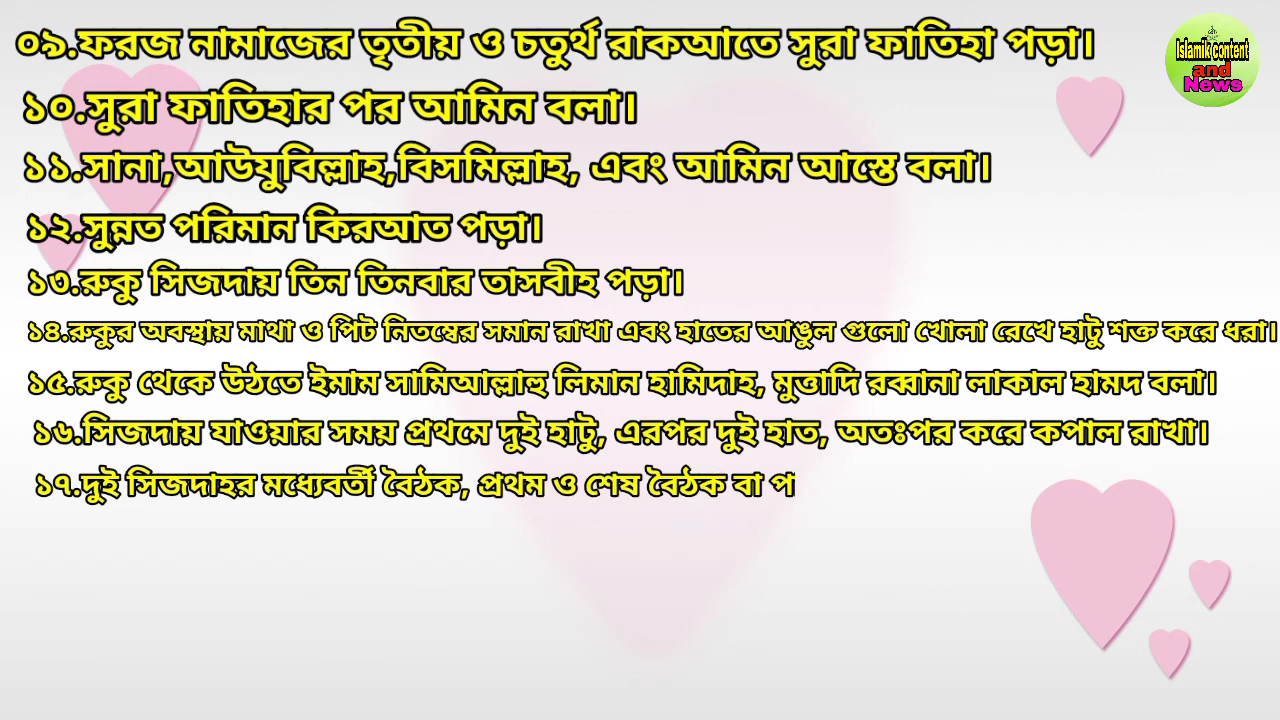 ০৯.ফরজ নামাজের তৃতীয় ও চতুর্থ রাকআতে সুরা ফাতিহা পড়া।
১০.সুরা ফাতিহার পর আমিন বলা।
১১.সানা,আউযুবিল্লাহ,বিসমিল্লাহ, এবং আমিন আস্তে বলা।
১২.সুন্নত পরিমান কিরআত পড়া।
১৩.রুকু সিজদায় তিন তিনবার তাসবীহ পড়া।
১৪.রুকুর অবস্থায় মাথা ও পিট নিতম্বের সমান রাখা এবং হাতের আঙুল গুলো খোলা রেখে হাটু শক্ত করে ধরা।
১৫.রুকু থেকে উঠতে ইমাম সামিআল্লাহু লিমান হামিদাহ, মুত্তাদি রব্বানা লাকাল হামদ বলা।
১৬.সিজদায় যাওয়ার সময় প্রথমে দুই হাটু, এরপর দুই হাত, অতঃপর করে কপাল রাখা।
১৭.দুই সিজদাহর মধ্যেবর্তী বৈঠক, প্রথম ও শেষ বৈঠক বা প
Islamik content
and
News